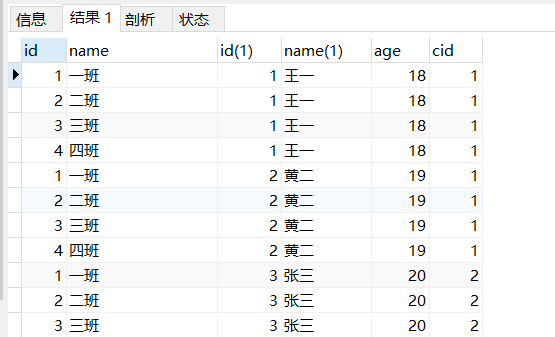 信息 结果 1 剖析 状态
id name id(1) name(1) age cid
1 一班 1 王一 18 1
2 二班 1 王一 18 1
3 三班 1 王一 18 1
4 四班 1 王一 18 1
1 一班 2 黄二 19 1
2 二班 2 黄二 19 1
3 三班 2 黄二 19 1
4 四班 2 黄二 19 1
1 一班 3 张三 20 2
2 二班 3 张三 20 2
3 三班 3 张三 20 2